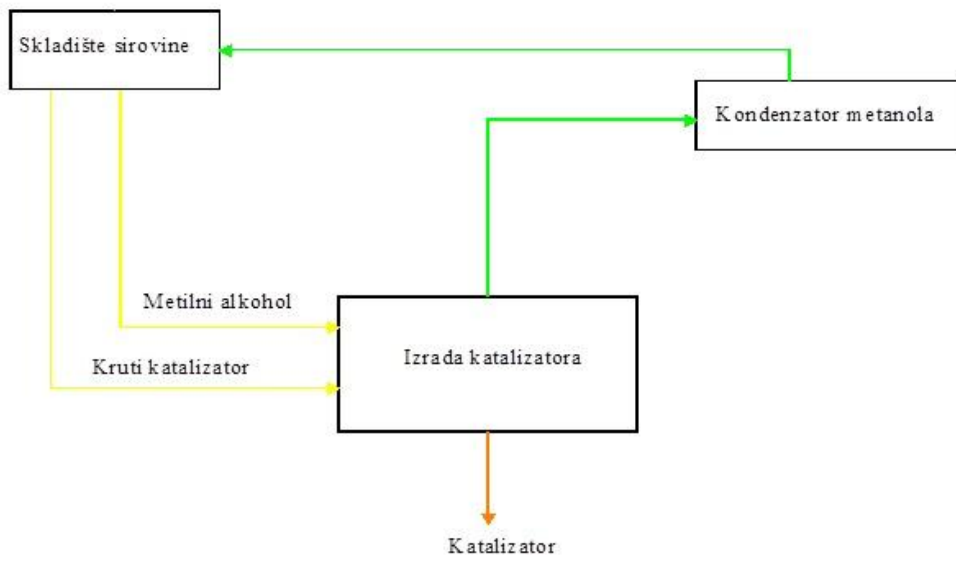 Skladište sirovine
Kondenzator metanola
Metilni alkohol
Kruti katalizator
Izrada katalizatora
Katalizator